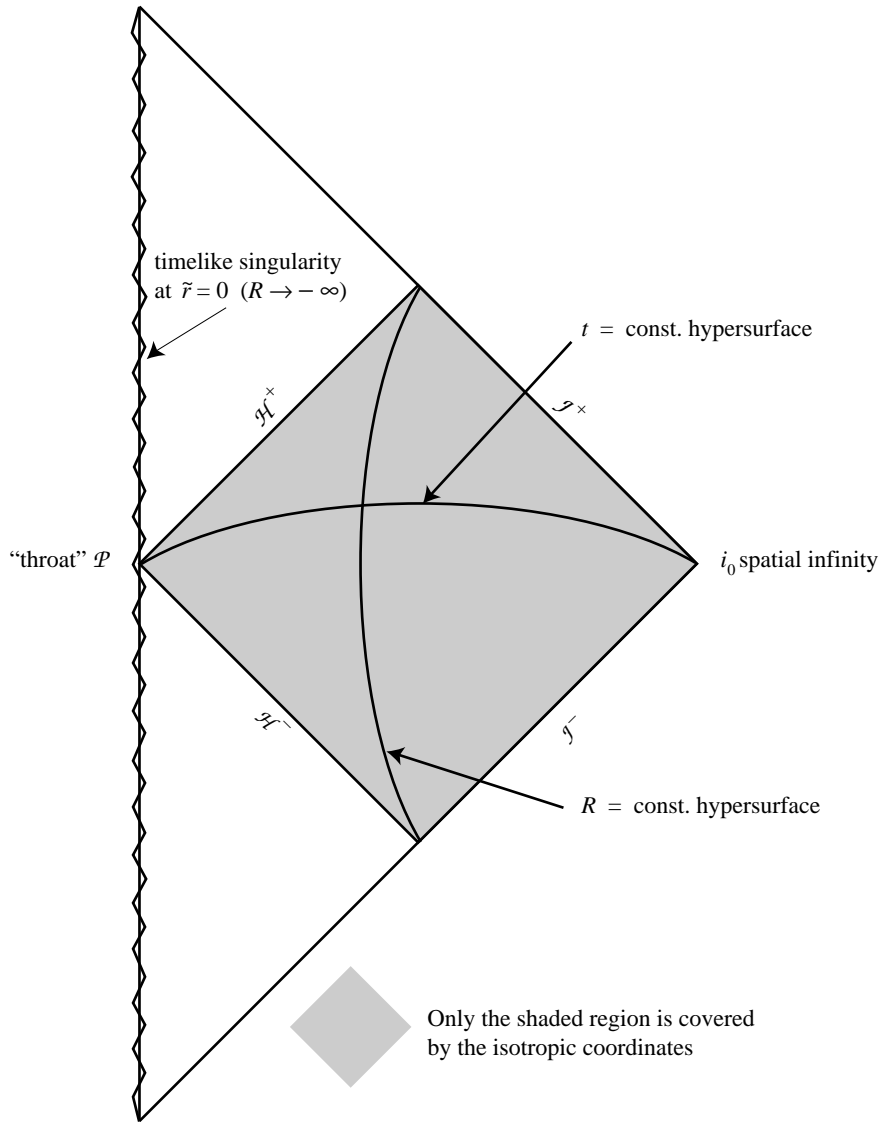 timelike singularity
at r̃ = 0 (R → − ∞)
t = const. hypersurface
ℋ⁺
𝒥⁺
“throat” 𝒫
i₀ spatial infinity
ℋ⁻
𝒥⁻
R = const. hypersurface
Only the shaded region is covered
by the isotropic coordinates